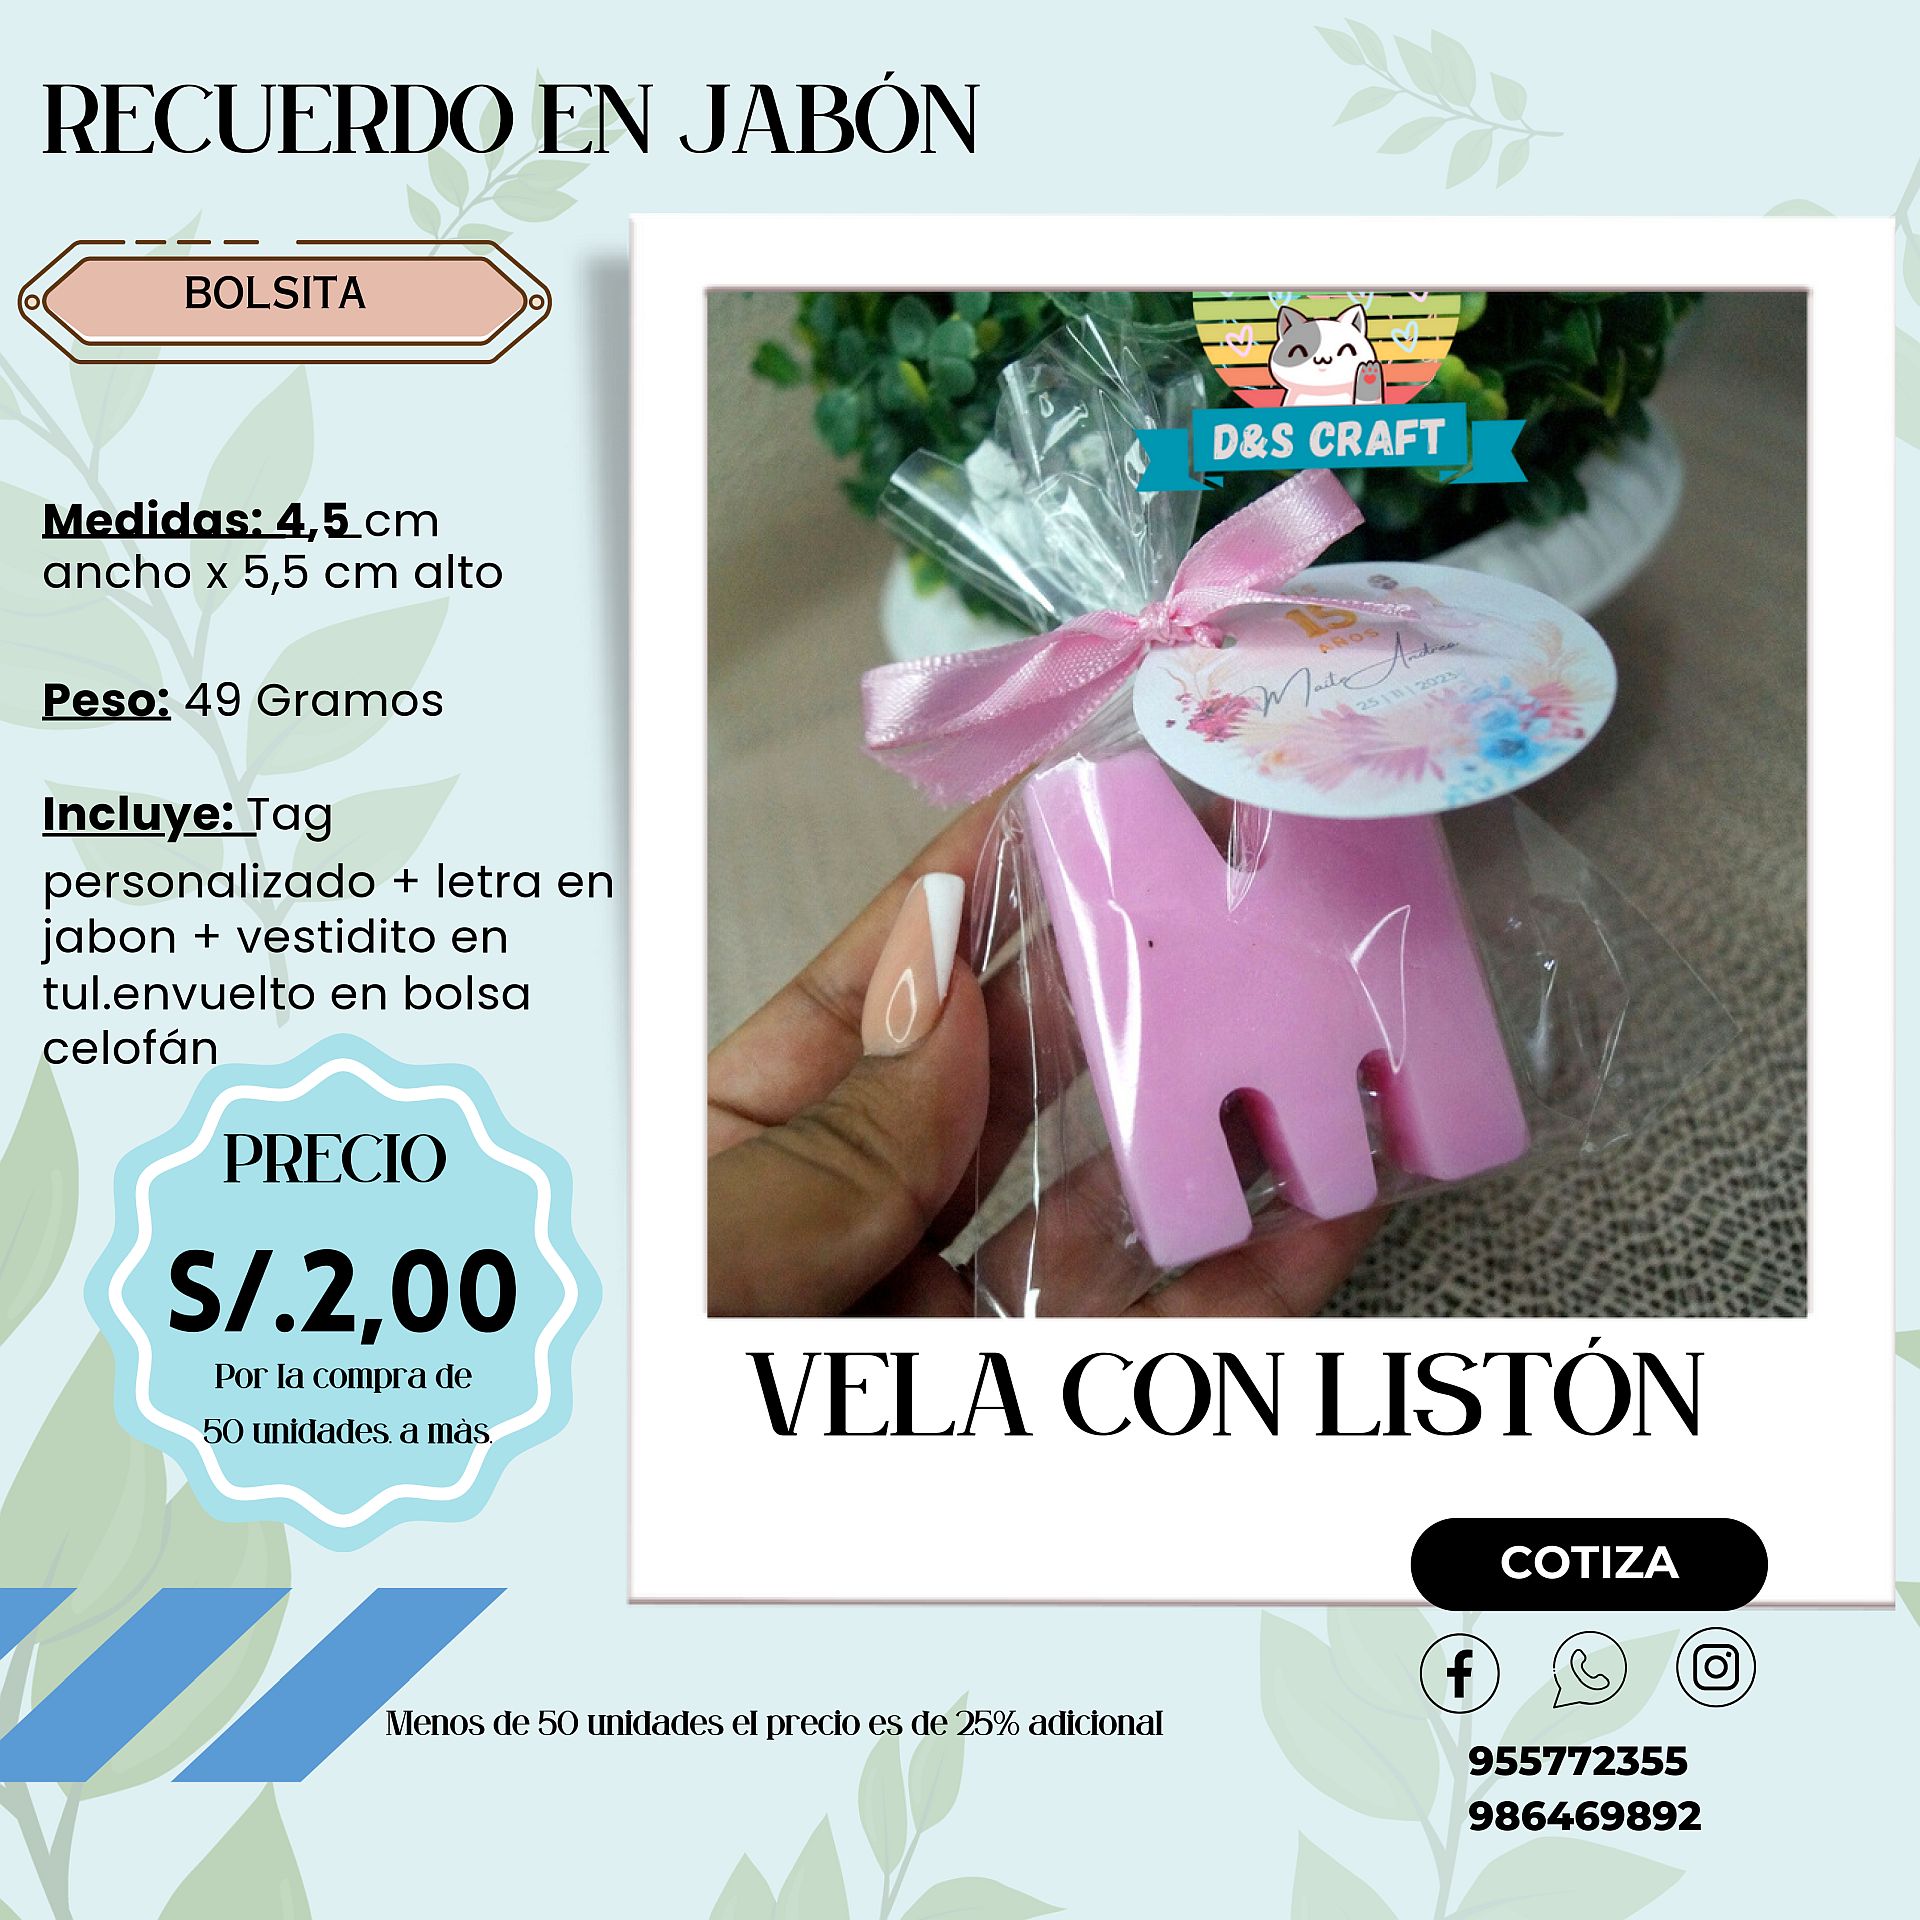 RECUERDO EN JABÓN
BOLSITA
Medidas: 4,5 cm
ancho x 5,5 cm alto
Peso: 49 Gramos
Incluye: Tag
personalizado + letra en
jabon + vestidito en
tul.envuelto en bolsa
celofán
PRECIO
S/.2,00
Por la compra de
50 unidades. a màs.
D&S CRAFT
15
AÑOS
Maite Andrea
25 | 11 | 2023
VELA CON LISTÓN
COTIZA
Menos de 50 unidades el precio es de 25% adicional
955772355
986469892